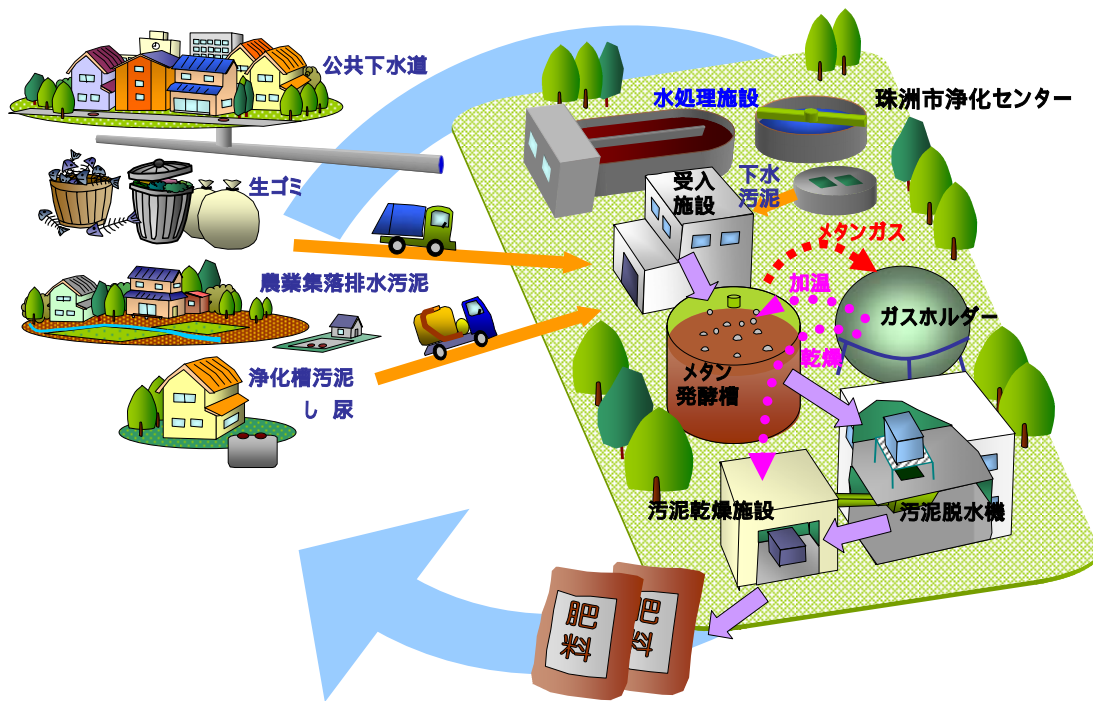 公共下水道
水処理施設
珠洲市浄化センター
生ゴミ
受入
施設
下水
汚泥
メタンガス
農業集落排水汚泥
加温
ガスホルダー
乾燥
浄化槽汚泥
し 尿
メタン
発酵槽
汚泥乾燥施設
汚泥脱水機
肥料
肥料